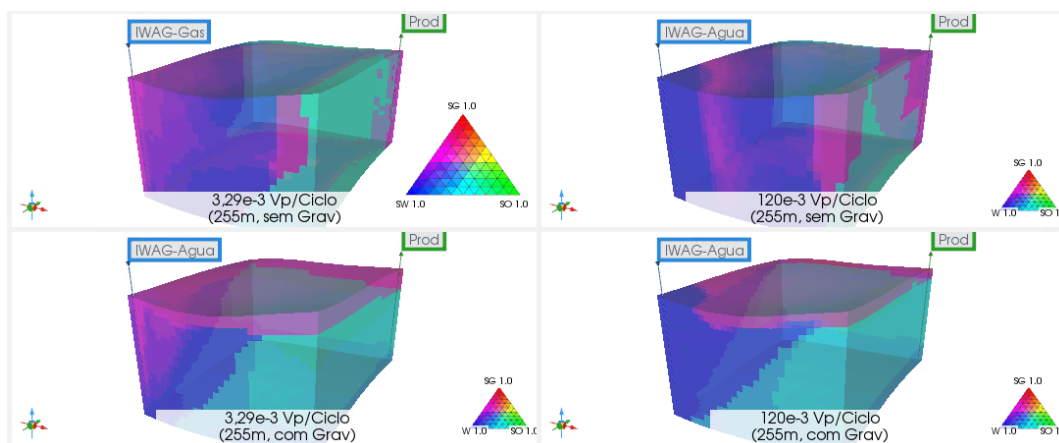 IWAG-Gas
Prod
SG 1.0
SW 1.0
SO 1.0
3,29e-3 Vp/Ciclo
(255m, sem Grav)
IWAG-Agua
Prod
SG 1.0
W 1.0
SO 1.
120e-3 Vp/Ciclo
(255m, sem Grav)
IWAG-Agua
Prod
SG 1.0
W 1.0
SO 1.
3,29e-3 Vp/Ciclo
(255m, com Grav)
IWAG-Agua
Prod
SG 1.0
W 1.0
SO 1.
120e-3 Vp/Ciclo
(255m, com Grav)